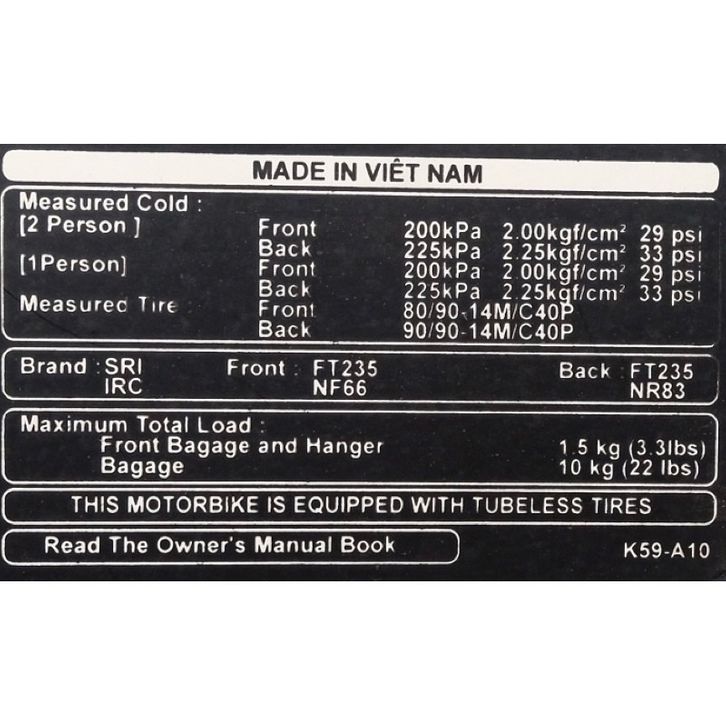 MADE IN VIÊT NAM
Measured Cold :
[2 Person ] Front 200kPa 2.00kgf/cm² 29 psi
Back 225kPa 2.25kgf/cm² 33 psi
[1Person] Front 200kPa 2.00kgf/cm² 29 psi
Back 225kPa 2.25kgf/cm² 33 psi
Measured Tire Front 80/90-14M/C40P
Back 90/90-14M/C40P
Brand : SRI Front : FT235 Back : FT235
IRC NF66 NR83
Maximum Total Load :
Front Bagage and Hanger 1.5 kg (3.3lbs)
Bagage 10 kg (22 lbs)
THIS MOTORBIKE IS EQUIPPED WITH TUBELESS TIRES
Read The Owner's Manual Book K59-A10